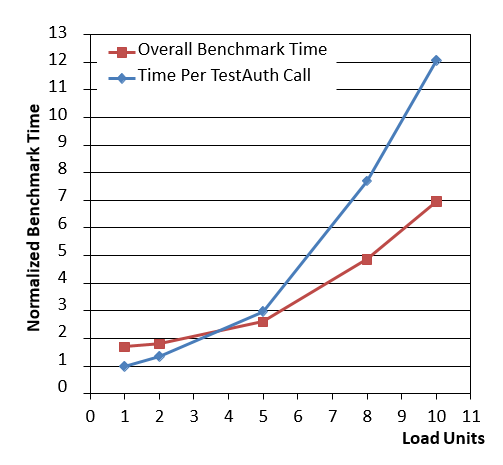 13
12
11
10
9
8
7
6
5
4
3
2
1
0
Normalized Benchmark Time
Overall Benchmark Time
Time Per TestAuth Call
0 1 2 3 4 5 6 7 8 9 10 11
Load Units